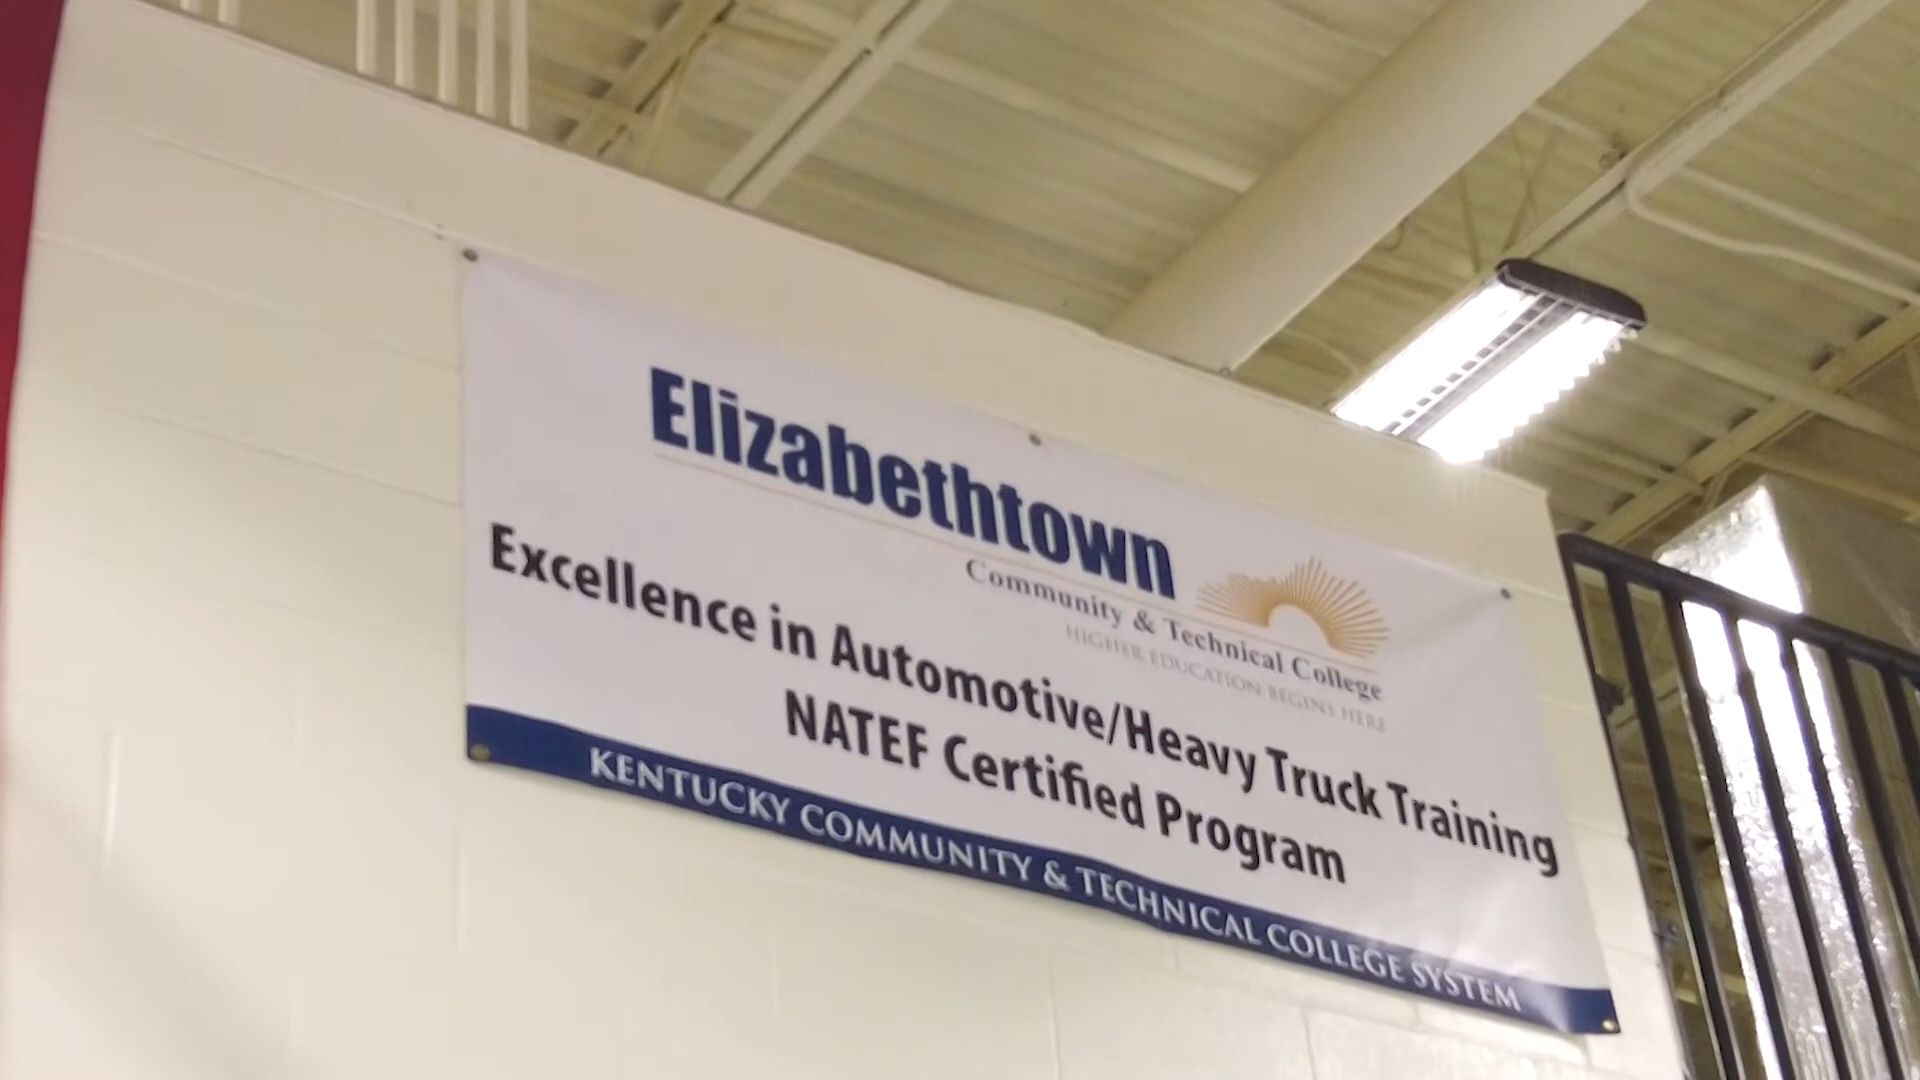 Elizabethtown
Community & Technical College
HIGHER EDUCATION BEGINS HERE
Excellence in Automotive/Heavy Truck Training
NATEF Certified Program
KENTUCKY COMMUNITY & TECHNICAL COLLEGE SYSTEM